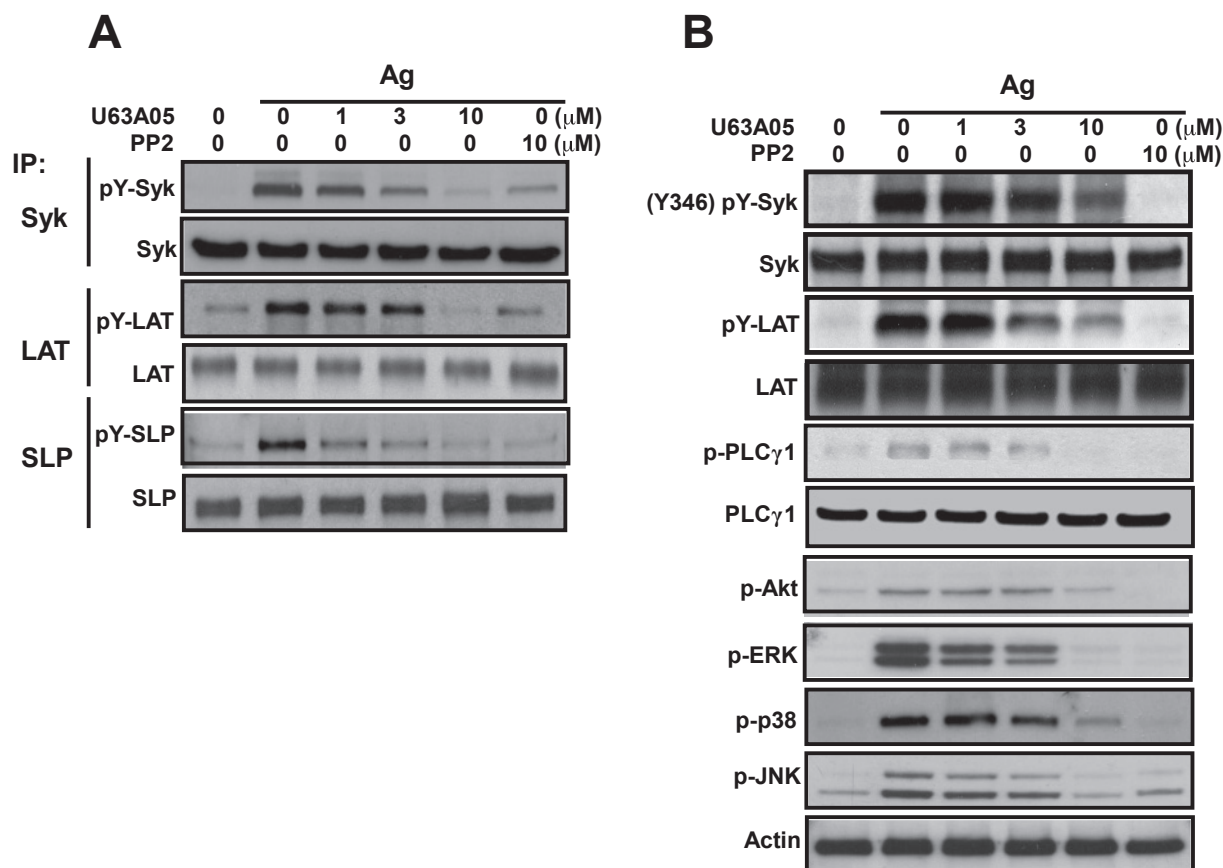 A
Ag
U63A05 0 0 1 3 10 0 (μM)
PP2 0 0 0 0 0 10 (μM)
IP:
Syk
pY-Syk
Syk
LAT
pY-LAT
LAT
SLP
pY-SLP
SLP
B
Ag
U63A05 0 0 1 3 10 0 (μM)
PP2 0 0 0 0 0 10 (μM)
(Y346) pY-Syk
Syk
pY-LAT
LAT
p-PLCγ1
PLCγ1
p-Akt
p-ERK
p-p38
p-JNK
Actin